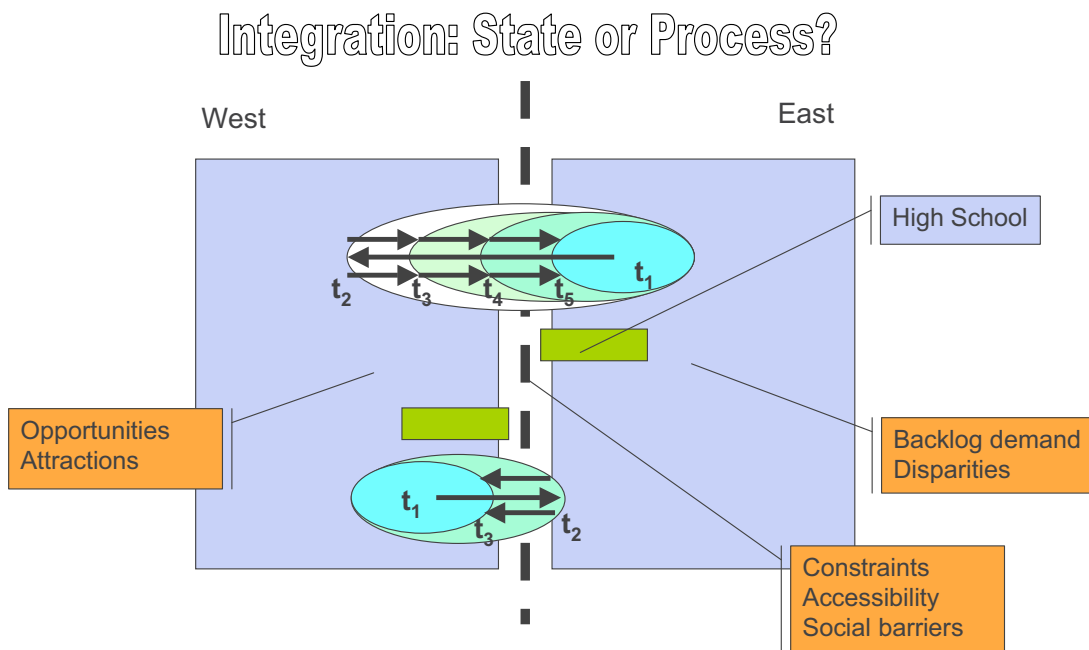 Integration: State or Process?
West
East
High School
t1
t2
t3
t4
t5
Opportunities
Attractions
Backlog demand
Disparities
t1
t3
t2
Constraints
Accessibility
Social barriers